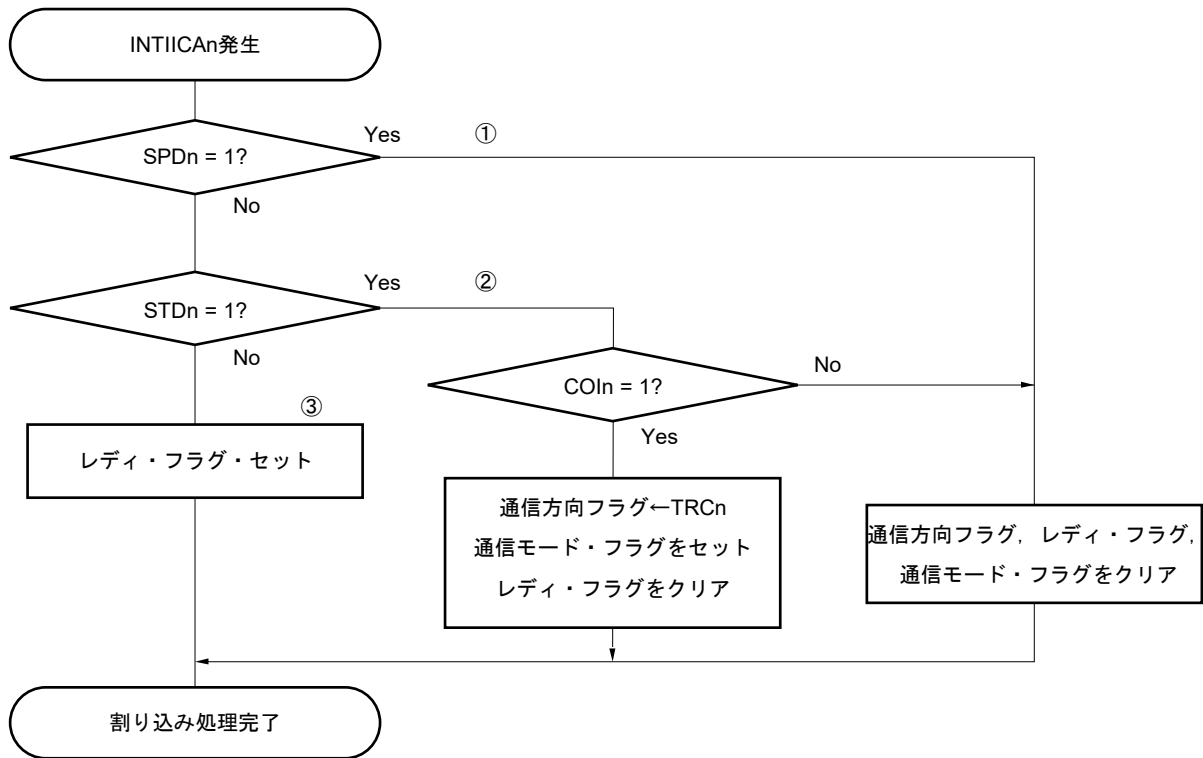 INTIICAn発生
SPDn = 1?
Yes
①
No
STDn = 1?
Yes
②
No
COIn = 1?
No
Yes
③
レディ・フラグ・セット
通信方向フラグ←TRCn
通信モード・フラグをセット
レディ・フラグをクリア
通信方向フラグ，レディ・フラグ，
通信モード・フラグをクリア
割り込み処理完了